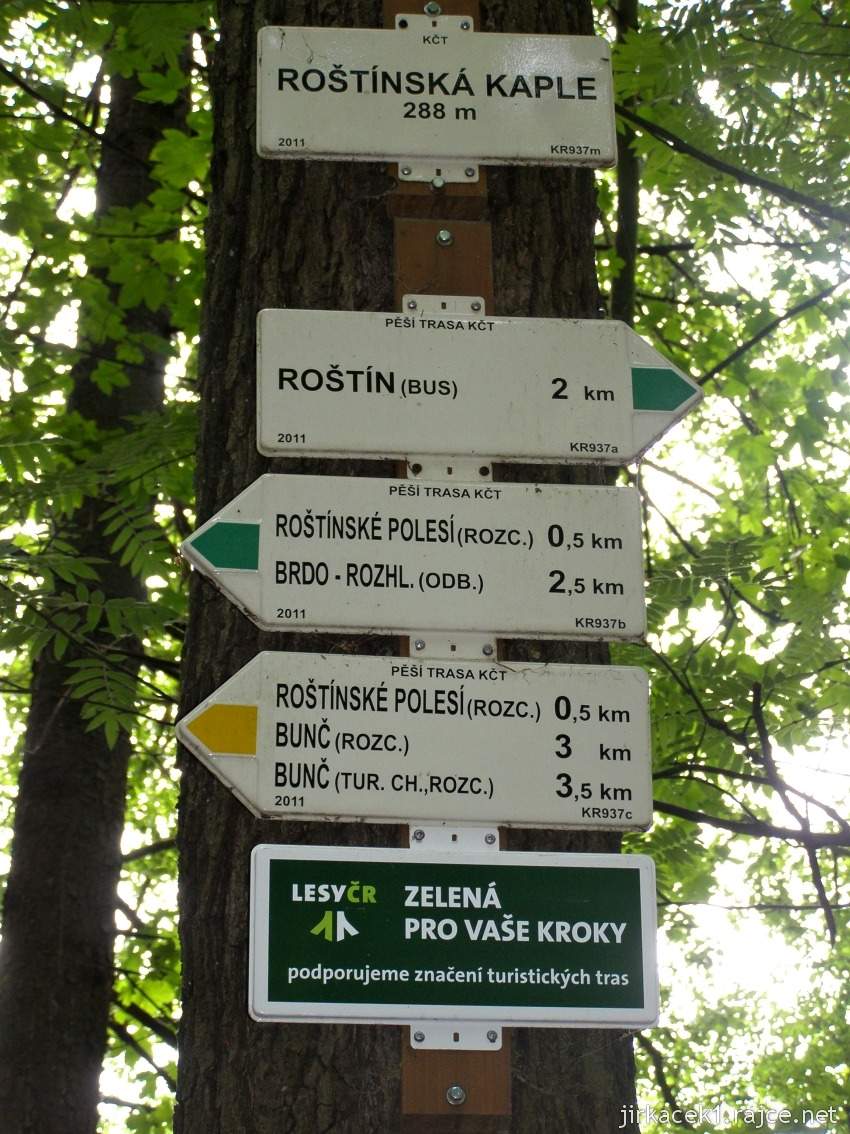 KČT
ROŠTÍNSKÁ KAPLE
288 m
2011 KR937m
PĚŠÍ TRASA KČT
ROŠTÍN (BUS) 2 km
2011 KR937a
PĚŠÍ TRASA KČT
ROŠTÍNSKÉ POLESÍ (ROZC.) 0,5 km
BRDO - ROZHL. (ODB.) 2,5 km
2011 KR937b
PĚŠÍ TRASA KČT
ROŠTÍNSKÉ POLESÍ (ROZC.) 0,5 km
BUNČ (ROZC.) 3 km
BUNČ (TUR. CH.,ROZC.) 3,5 km
2011 KR937c
LESYČR ZELENÁ
PRO VAŠE KROKY
podporujeme značení turistických tras
jirkacek1.rajce.net